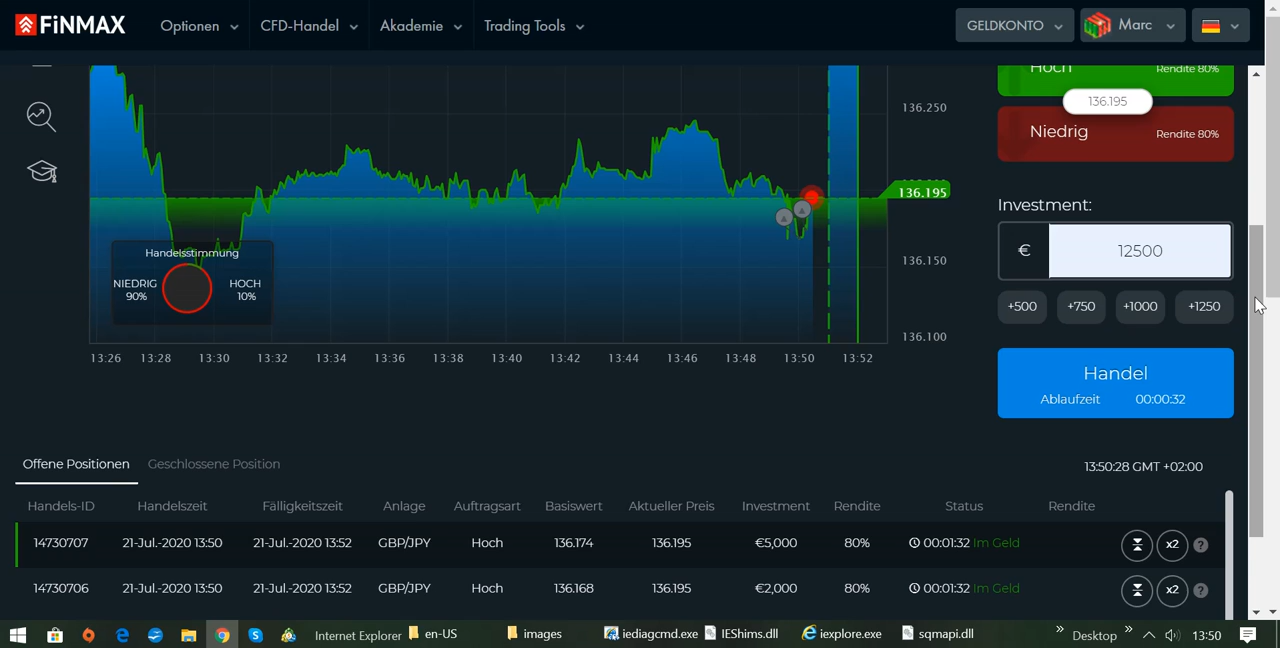 FiNMAX Optionen CFD-Handel Akademie Trading Tools GELDKONTO Marc
Hoch Rendite 80%
136.195
Niedrig Rendite 80%
136.250
136.195
136.150
136.100
Handelsstimmung
NIEDRIG HOCH
90% 10%
13:26 13:28 13:30 13:32 13:34 13:36 13:38 13:40 13:42 13:44 13:46 13:48 13:50 13:52
Investment:
€ 12500
+500 +750 +1000 +1250
Handel
Ablaufzeit 00:00:32
Offene Positionen Geschlossene Position 13:50:28 GMT +02:00
Handels-ID Handelszeit Fälligkeitszeit Anlage Auftragsart Basiswert Aktueller Preis Investment Rendite Status Rendite
14730707 21-Jul.-2020 13:50 21-Jul.-2020 13:52 GBP/JPY Hoch 136.174 136.195 €5,000 80% 00:01:32 Im Geld x2 ?
14730706 21-Jul.-2020 13:50 21-Jul.-2020 13:52 GBP/JPY Hoch 136.168 136.195 €2,000 80% 00:01:32 Im Geld x2 ?
Internet Explorer en-US images iediagcmd.exe IEShims.dll iexplore.exe sqmapi.dll » Desktop » 13:50